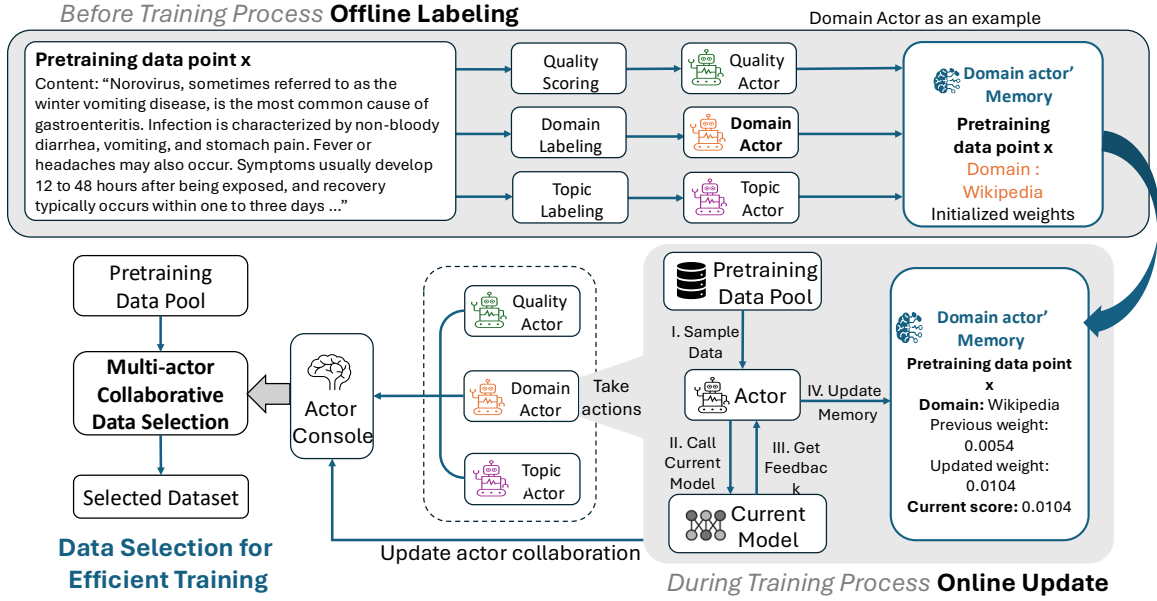 Before Training Process Offline Labeling
Domain Actor as an example
Pretraining data point x
Content: “Norovirus, sometimes referred to as the
winter vomiting disease, is the most common cause of
gastroenteritis. Infection is characterized by non-bloody
diarrhea, vomiting, and stomach pain. Fever or
headaches may also occur. Symptoms usually develop
12 to 48 hours after being exposed, and recovery
typically occurs within one to three days ...”
Quality
Scoring
Quality
Actor
Domain
Labeling
Domain
Actor
Topic
Labeling
Topic
Actor
Domain actor’
Memory
Pretraining
data point x
Domain :
Wikipedia
Initialized weights
Pretraining
Data Pool
Multi-actor
Collaborative
Data Selection
Selected Dataset
Data Selection for
Efficient Training
Actor
Console
Quality
Actor
Domain
Actor
Topic
Actor
Take
actions
Update actor collaboration
Pretraining
Data Pool
I. Sample
Data
Actor
IV. Update
Memory
II. Call
Current
Model
III. Get
Feedbac
k
Current
Model
Domain actor’
Memory
Pretraining data point
x
Domain: Wikipedia
Previous weight:
0.0054
Updated weight:
0.0104
Current score: 0.0104
During Training Process Online Update